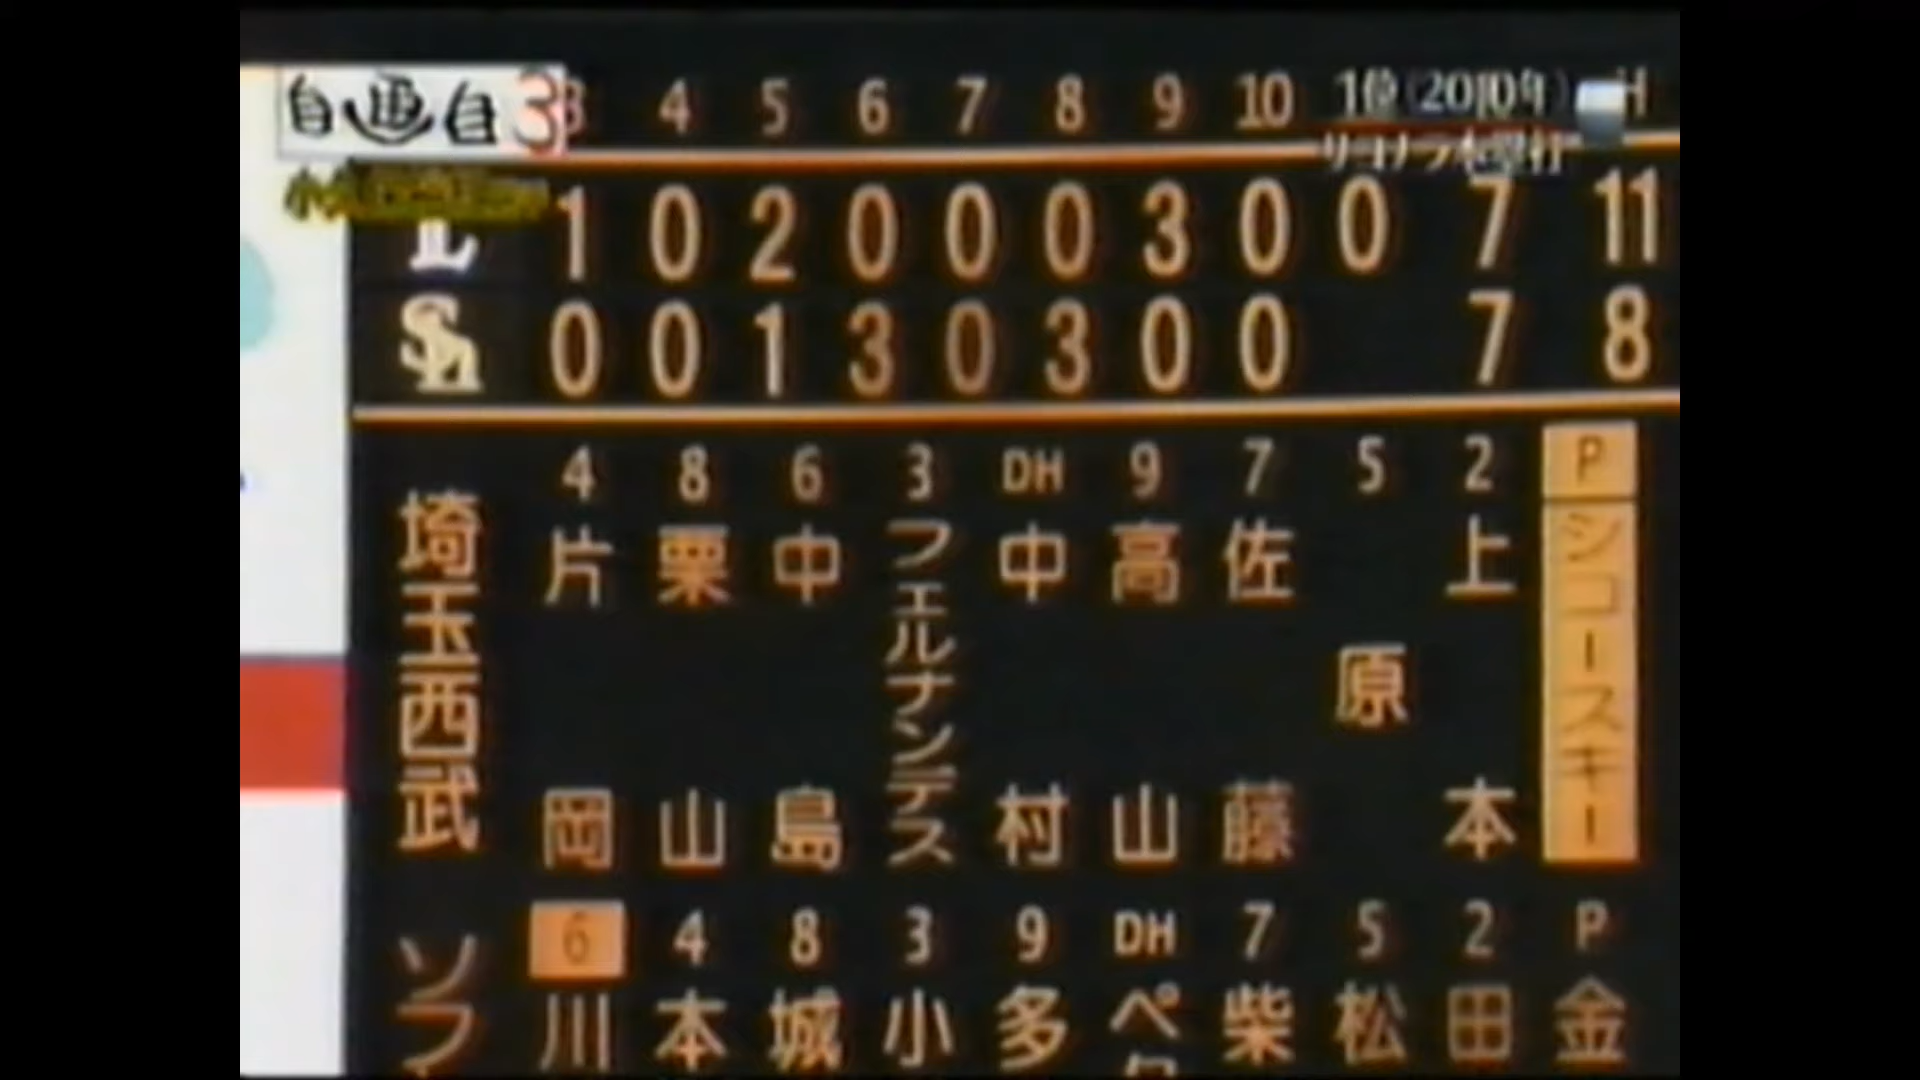 自画自3
3 4 5 6 7 8 9 10
1位(2010年) H
L 1 0 2 0 0 0 3 0 0 7 11
SH 0 0 1 3 0 3 0 0 7 8
埼玉西武
4 8 6 3 DH 9 7 5 2 P
片岡
栗山
中島
フェルナンデス
中村
高山
佐藤
原
上本
シコースキー
ソフ
6 4 8 3 9 DH 7 5 2 P
川
本
城
小
多
ペタ
柴
松
田
金